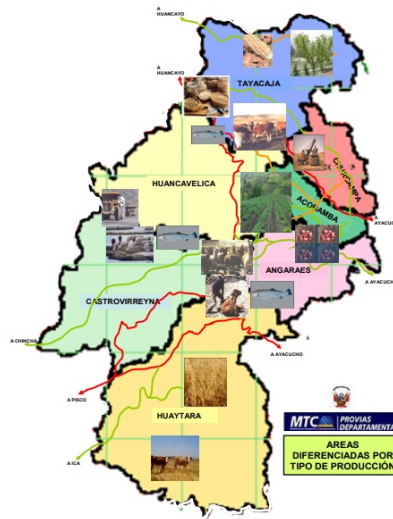 A
HUANCAYO
A
HUANCAYO
TAYACAJA
CHURCAMPA
HUANCAVELICA
ACOBAMBA
A AYACUCHO
ANGARAES
A AYACUCHO
CASTROVIRREYNA
A CHINCHA
A AYACUCHO
A PISCO
HUAYTARA
A ICA
MTC PROVIAS
DEPARTAMENTAL
AREAS
DIFERENCIADAS POR
TIPO DE PRODUCCIÓN